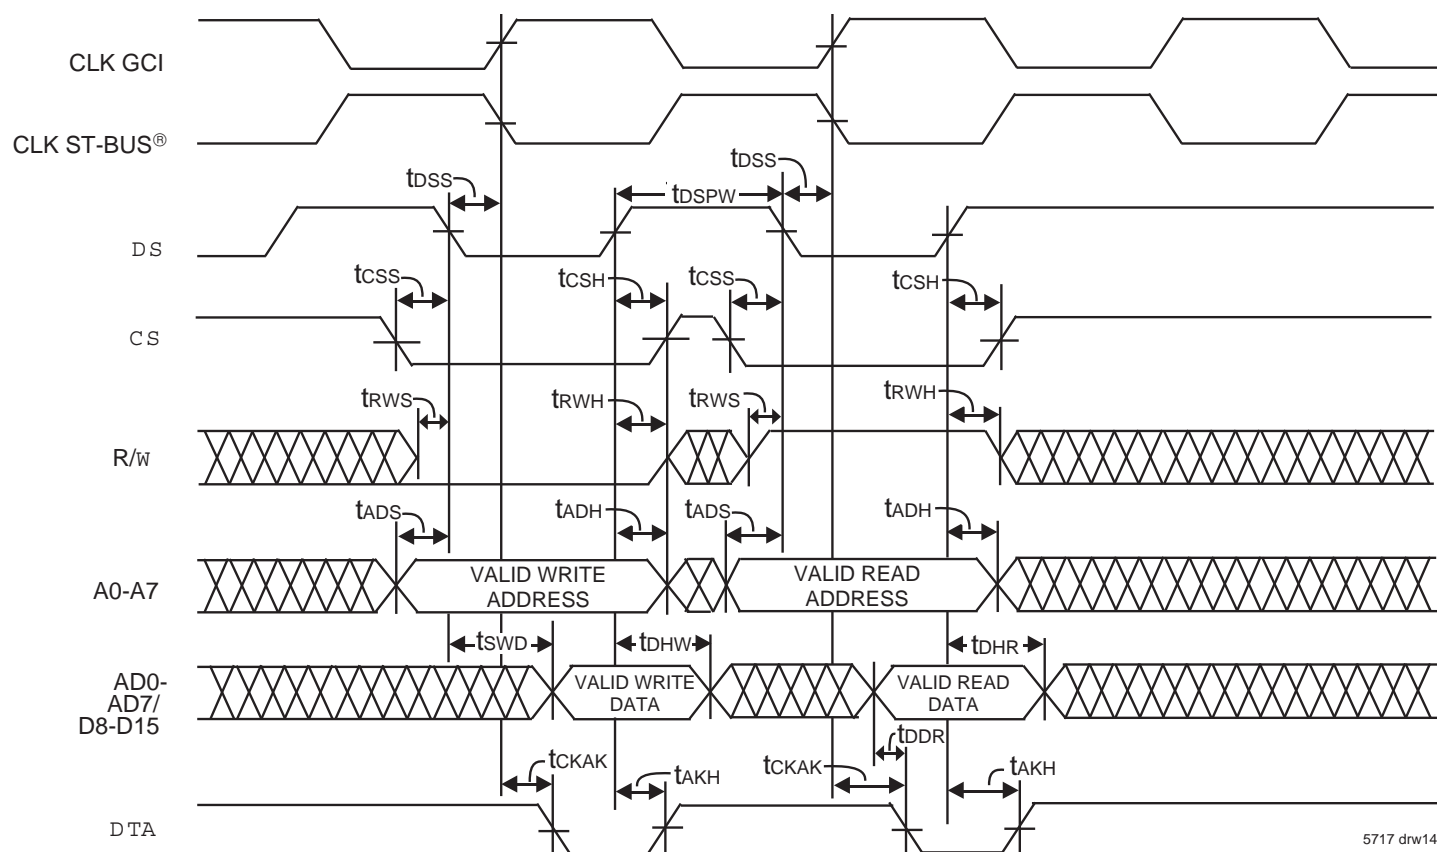 CLK GCI
CLK ST-BUS®
tDSS
tDSPW
tDSS
DS
tCSS
tCSH
tCSS
tCSH
CS
tRWS
tRWH
tRWS
tRWH
R/W
tADS
tADH
tADS
tADH
A0-A7
VALID WRITE
ADDRESS
VALID READ
ADDRESS
tSWD
tDHW
tDHR
AD0-
AD7/
D8-D15
VALID WRITE
DATA
VALID READ
DATA
tDDR
tCKAK
tAKH
tCKAK
tAKH
DTA
5717 drw14